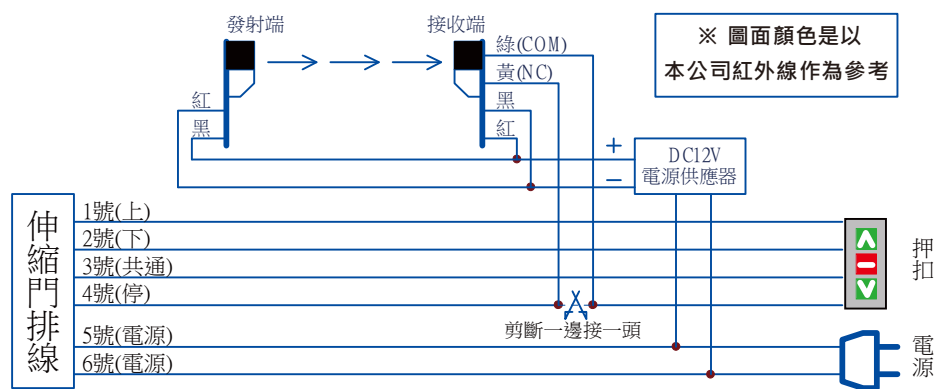 發射端
接收端
※ 圖面顏色是以
本公司紅外線作為參考
綠(COM)
黃(NC)
黑
紅
紅
黑
+
−
DC12V
電源供應器
伸縮門排線
1號(上)
2號(下)
3號(共通)
4號(停)
5號(電源)
6號(電源)
剪斷一邊接一頭
押扣
電源